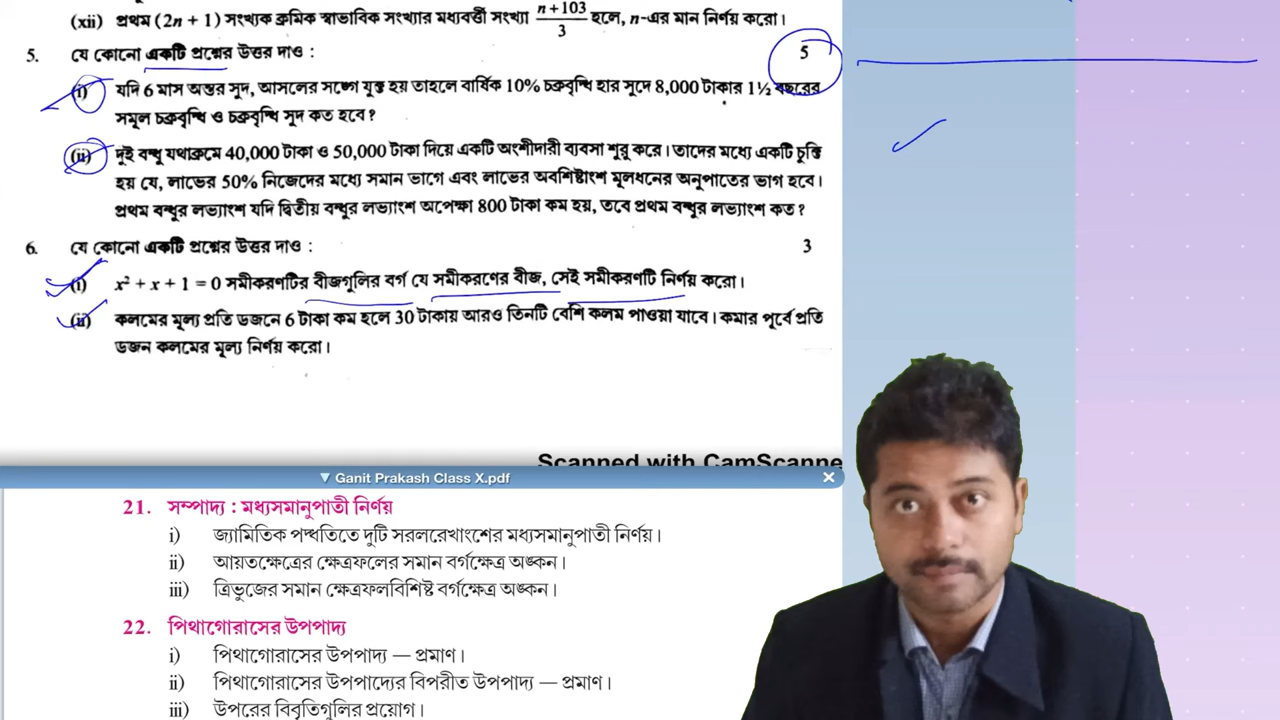 (xii) প্রথম (2n + 1) সংখ্যক ক্রমিক স্বাভাবিক সংখ্যার মধ্যবর্তী সংখ্যা (n + 103)/3 হলে, n-এর মান নির্ণয় করো।
5. যে কোনো একটি প্রশ্নের উত্তর দাও : 5
(i) যদি 6 মাস অন্তর সুদ, আসলের সঙ্গে যুক্ত হয় তাহলে বার্ষিক 10% চক্রবৃদ্ধি হার সুদে 8,000 টাকার 1½ বছরের
সমূল চক্রবৃদ্ধি ও চক্রবৃদ্ধি সুদ কত হবে?
(ii) দুই বন্ধু যথাক্রমে 40,000 টাকা ও 50,000 টাকা দিয়ে একটি অংশীদারী ব্যবসা শুরু করে। তাদের মধ্যে একটি চুক্তি
হয় যে, লাভের 50% নিজেদের মধ্যে সমান ভাগে এবং লাভের অবশিষ্টাংশ মূলধনের অনুপাতের ভাগ হবে।
প্রথম বন্ধুর লভ্যাংশ যদি দ্বিতীয় বন্ধুর লভ্যাংশ অপেক্ষা 800 টাকা কম হয়, তবে প্রথম বন্ধুর লভ্যাংশ কত?
6. যে কোনো একটি প্রশ্নের উত্তর দাও : 3
(i) x² + x + 1 = 0 সমীকরণটির বীজগুলির বর্গ যে সমীকরণের বীজ, সেই সমীকরণটি নির্ণয় করো।
(ii) কলমের মূল্য প্রতি ডজনে 6 টাকা কম হলে 30 টাকায় আরও তিনটি বেশি কলম পাওয়া যাবে। কমার পূর্বে প্রতি
ডজন কলমের মূল্য নির্ণয় করো।
Scanned with CamScanne
▼ Ganit Prakash Class X.pdf ×
21. সম্পাদ্য : মধ্যসমানুপাতী নির্ণয়
i) জ্যামিতিক পদ্ধতিতে দুটি সরলরেখাংশের মধ্যসমানুপাতী নির্ণয়।
ii) আয়তক্ষেত্রের ক্ষেত্রফলের সমান বর্গক্ষেত্র অঙ্কন।
iii) ত্রিভুজের সমান ক্ষেত্রফলবিশিষ্ট বর্গক্ষেত্র অঙ্কন।
22. পিথাগোরাসের উপপাদ্য
i) পিথাগোরাসের উপপাদ্য — প্রমাণ।
ii) পিথাগোরাসের উপপাদ্যের বিপরীত উপপাদ্য — প্রমাণ।
iii) উপরের বিবৃতিগুলির প্রয়োগ।